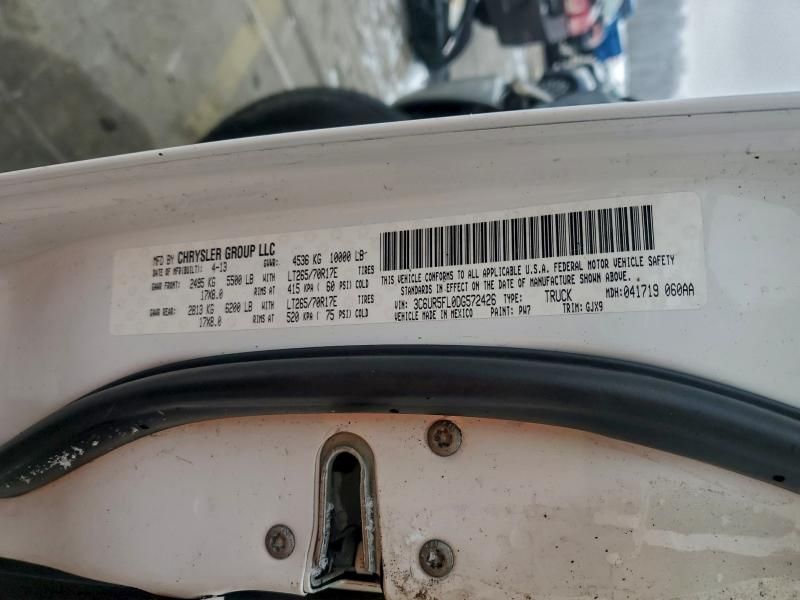 MFD BY CHRYSLER GROUP LLC GVWR: 4536 KG 10000 LB
DATE OF MFD(BUILT): 4-13
GAWR FRONT: 2495 KG 5500 LB WITH LT265/70R17E TIRES
17X8.0 RIMS AT 415 KPA ( 60 PSI) COLD
GAWR REAR: 2813 KG 6200 LB WITH LT265/70R17E TIRES
17X8.0 RIMS AT 520 KPA ( 75 PSI) COLD
THIS VEHICLE CONFORMS TO ALL APPLICABLE U.S.A. FEDERAL MOTOR VEHICLE SAFETY
STANDARDS IN EFFECT ON THE DATE OF MANUFACTURE SHOWN ABOVE.
VIN: 3C6UR5FL0DG572426 TYPE: TRUCK MDH:041719 060AA
VEHICLE MADE IN MEXICO PAINT: PW7 TRIM: GJX9